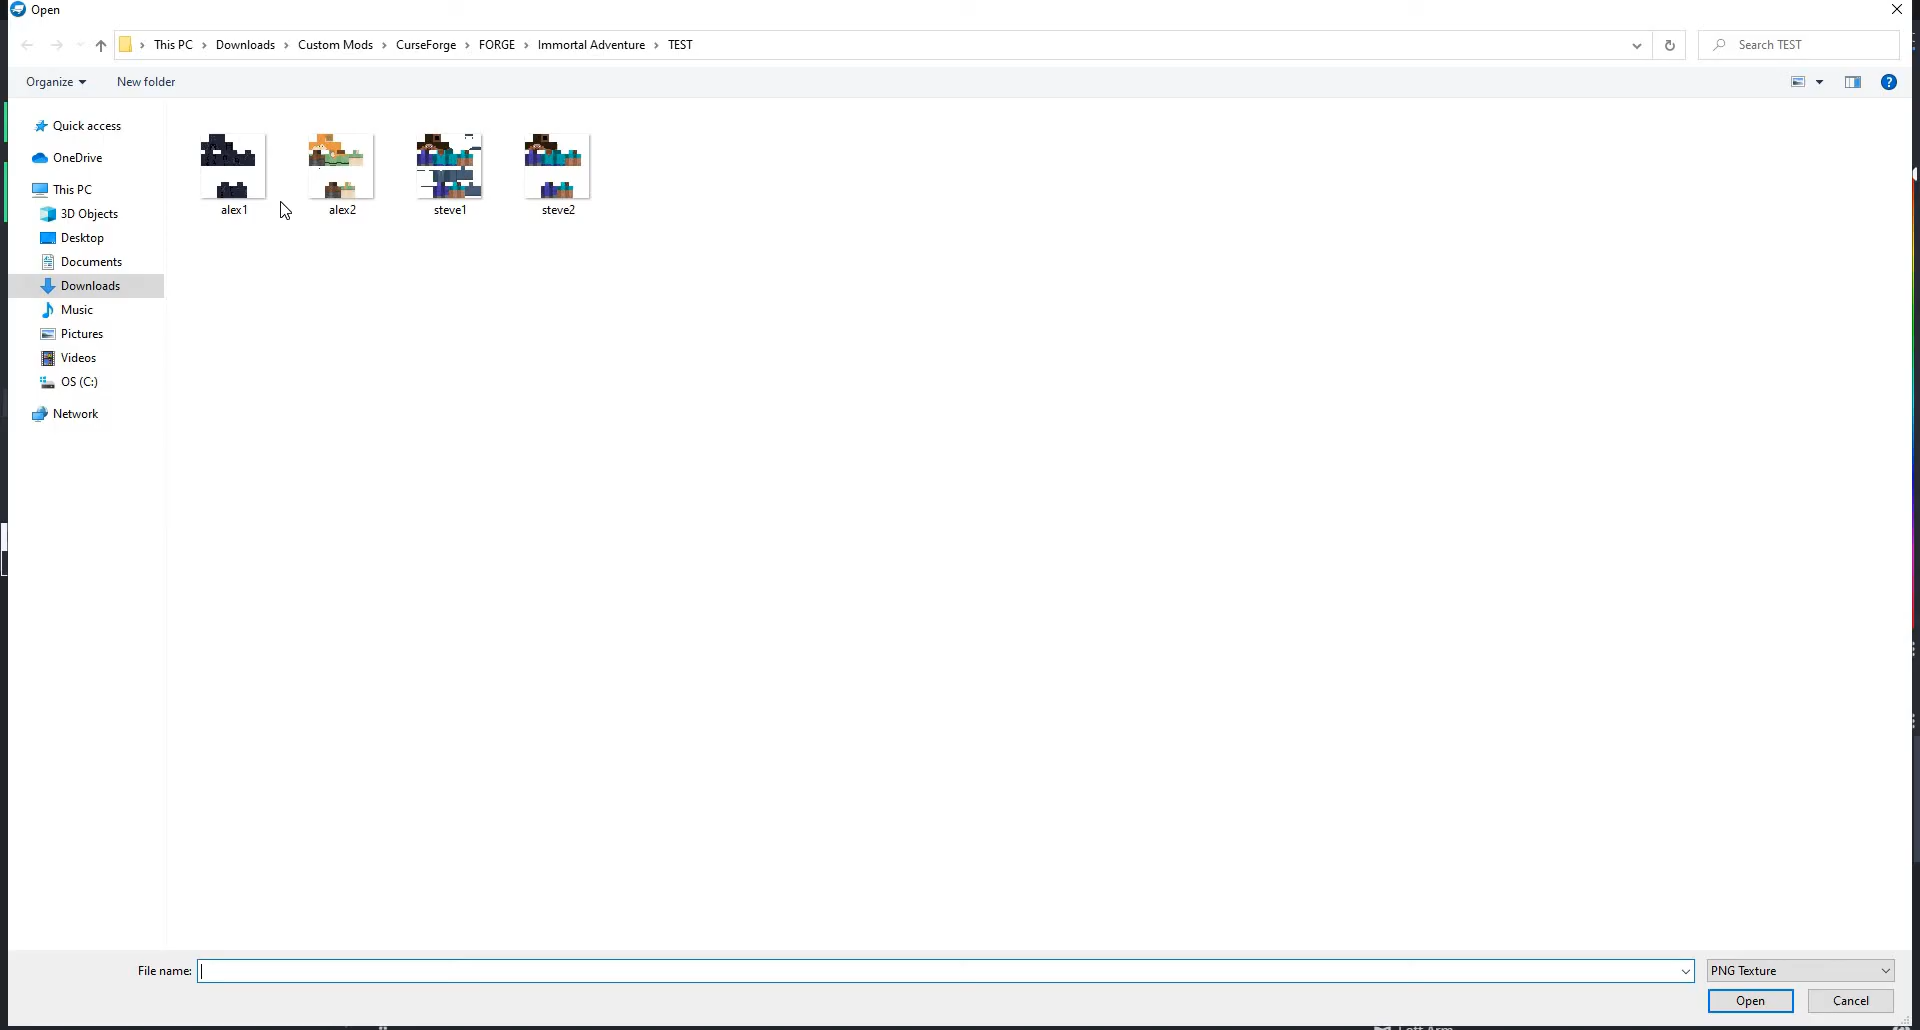 Open
This PC > Downloads > Custom Mods > CurseForge > FORGE > Immortal Adventure > TEST
Search TEST
Organize
New folder
Quick access
OneDrive
This PC
3D Objects
Desktop
Documents
Downloads
Music
Pictures
Videos
OS (C:)
Network
alex1
alex2
steve1
steve2
File name:
PNG Texture
Open
Cancel